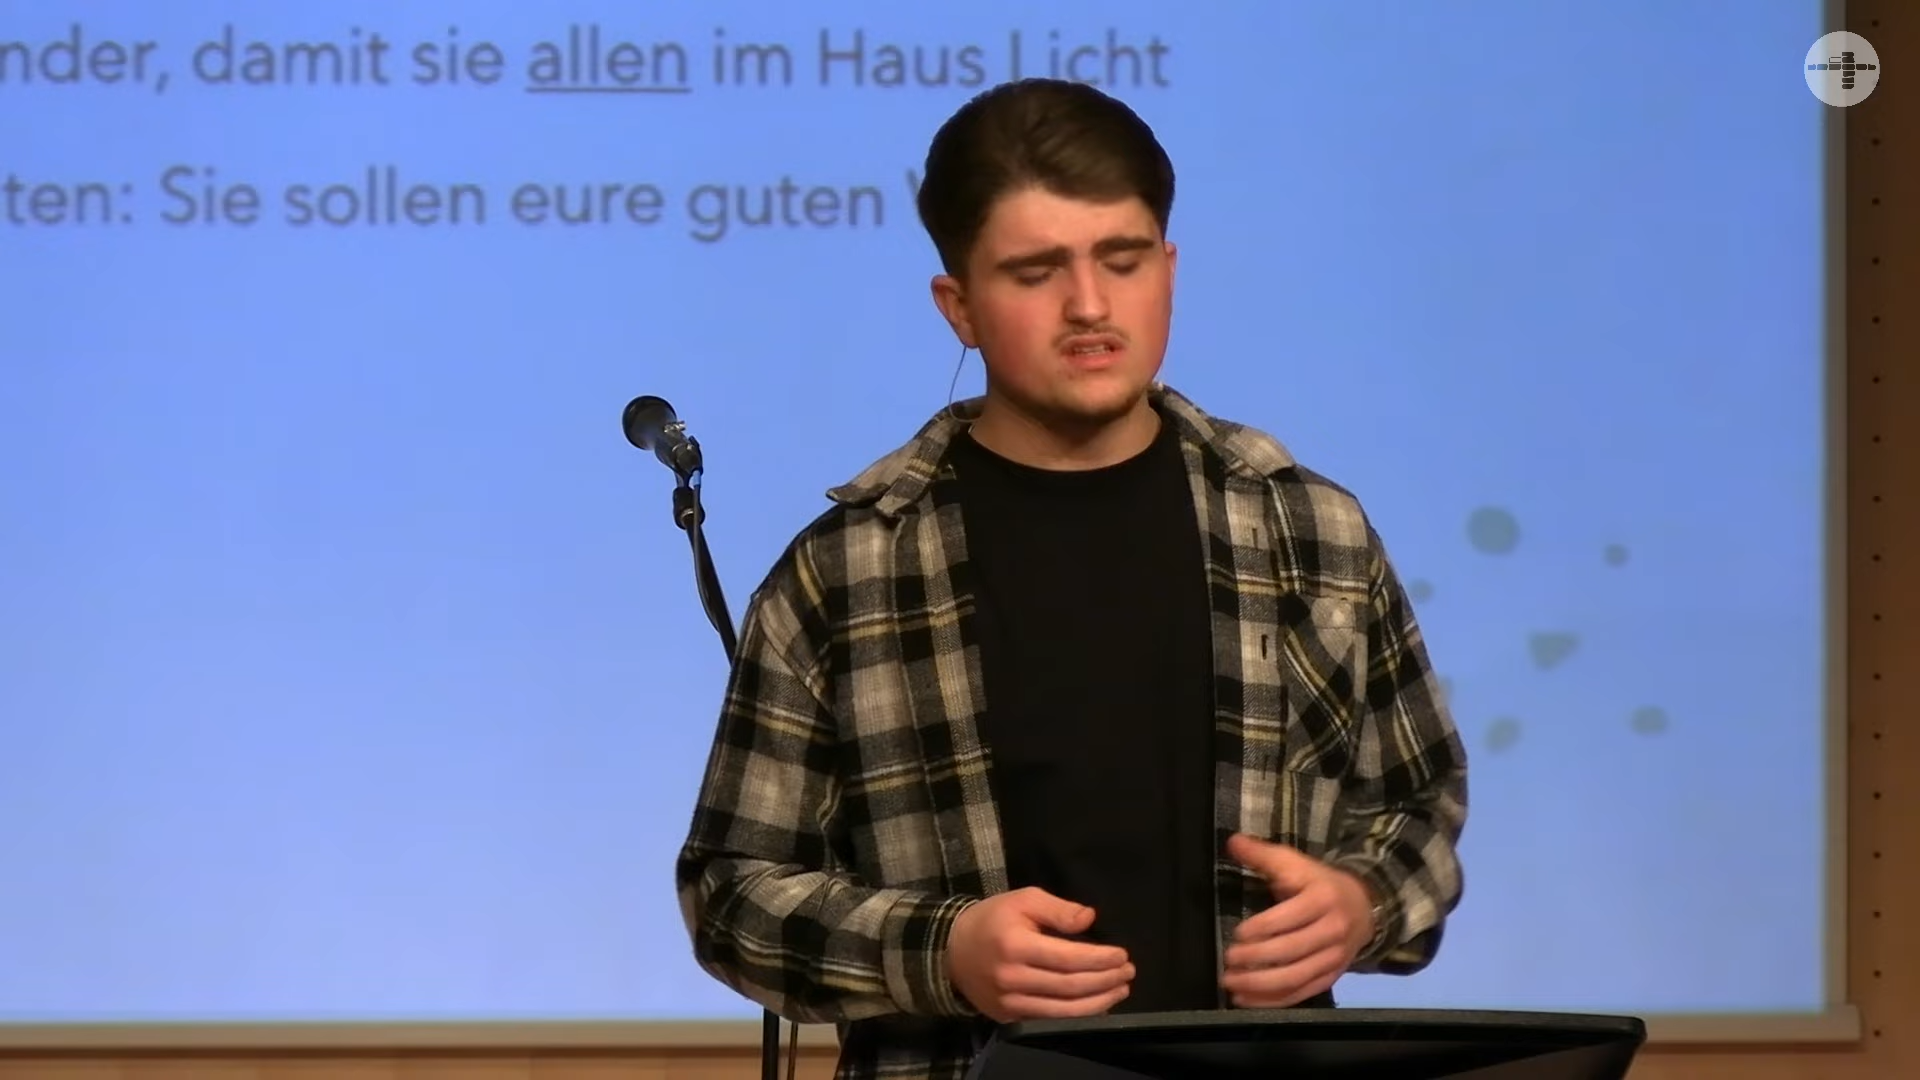 nder, damit sie allen im Haus Licht
ten: Sie sollen eure guten